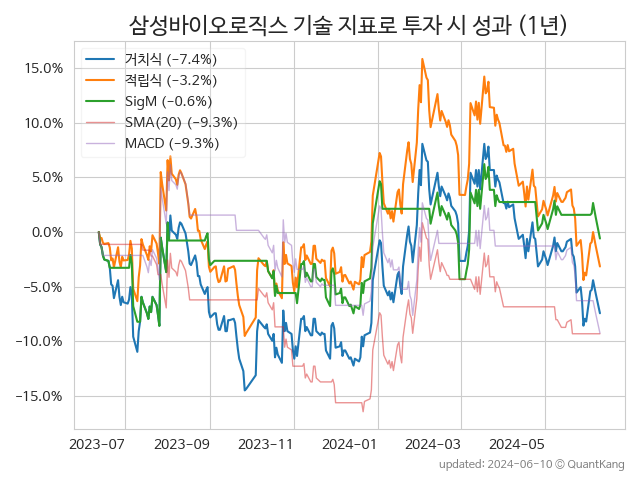 삼성바이오로직스 기술 지표로 투자 시 성과 (1년)
거치식 (−7.4%)
적립식 (−3.2%)
SigM (−0.6%)
SMA(20) (−9.3%)
MACD (−9.3%)
15.0%
10.0%
5.0%
0.0%
−5.0%
−10.0%
−15.0%
2023-07 2023-09 2023-11 2024-01 2024-03 2024-05
updated: 2024-06-10 © QuantKang